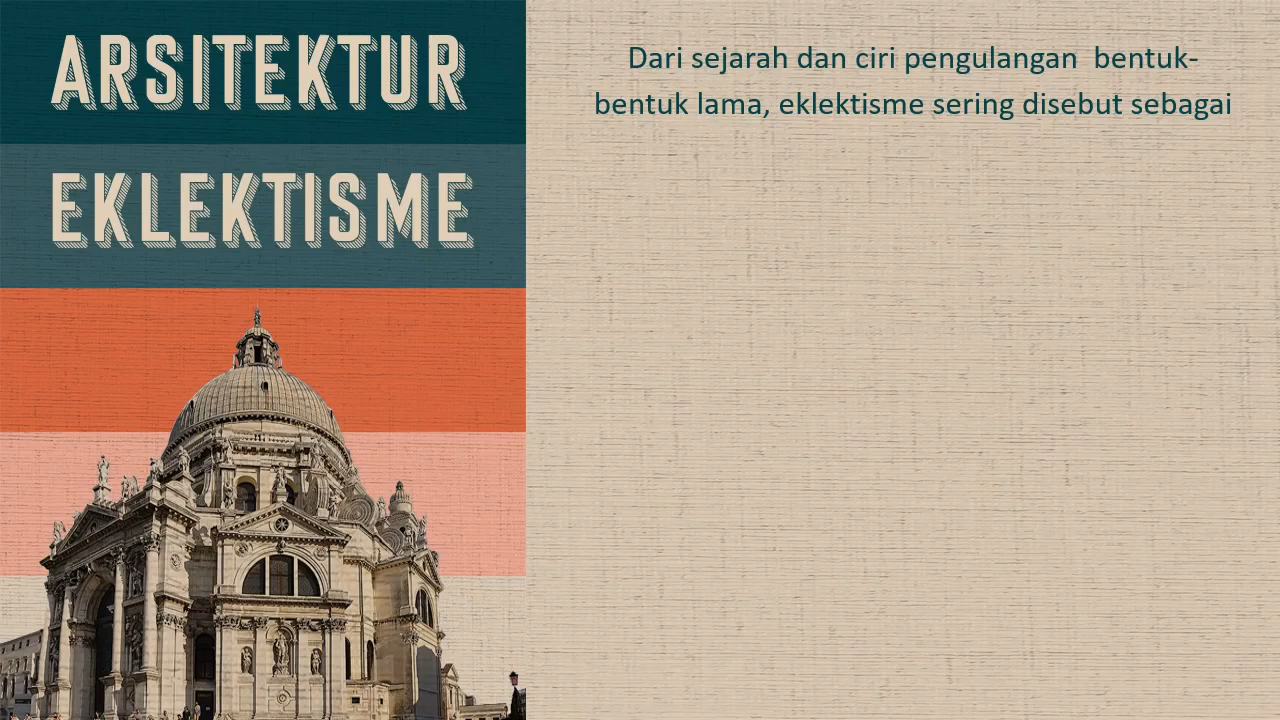 ARSITEKTUR
EKLEKTISME
Dari sejarah dan ciri pengulangan  bentuk-
bentuk lama, eklektisme sering disebut sebagai